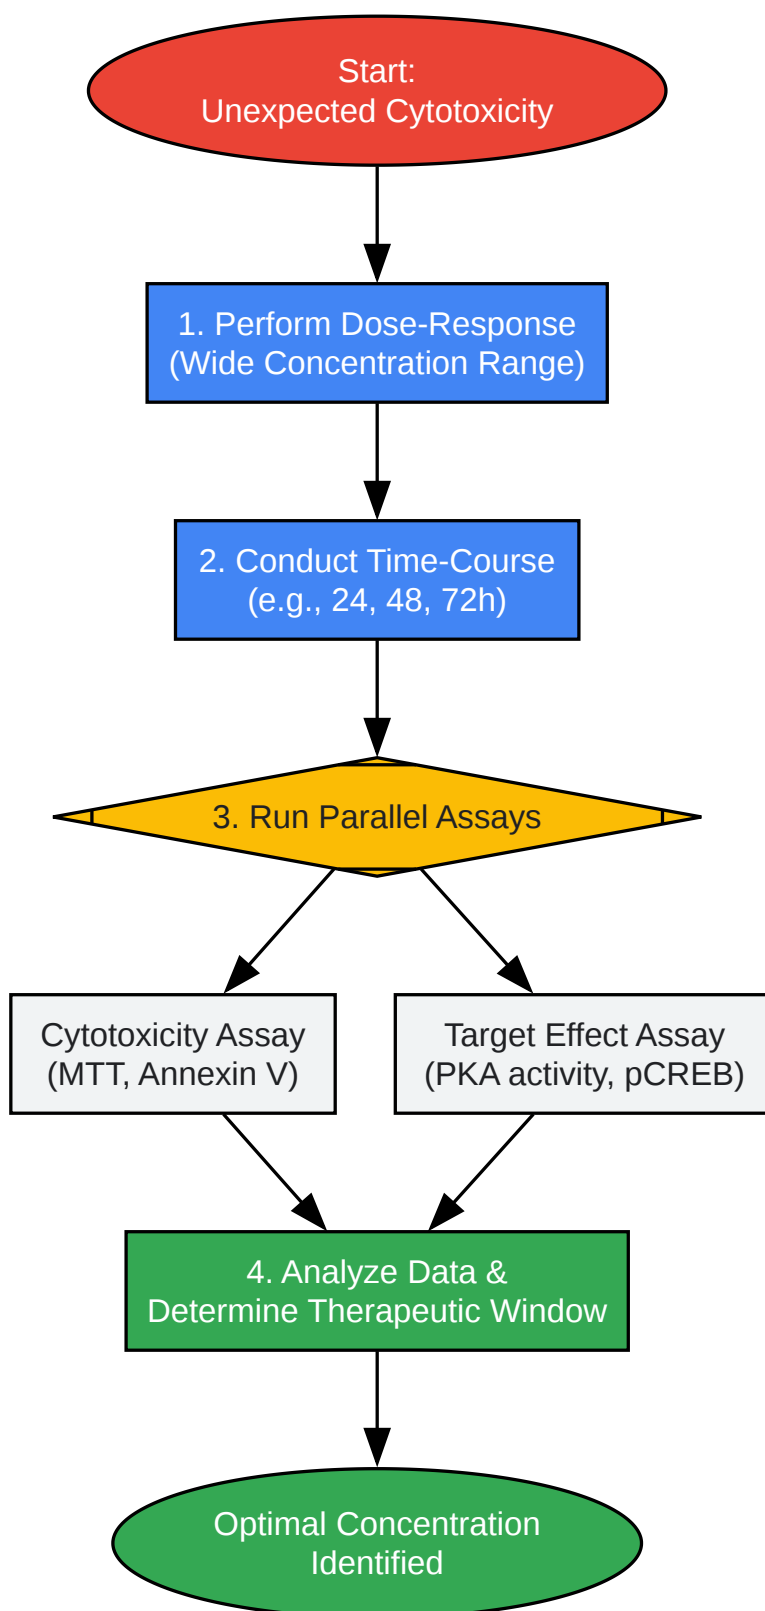 Start:
Unexpected Cytotoxicity
1. Perform Dose-Response
(Wide Concentration Range)
2. Conduct Time-Course
(e.g., 24, 48, 72h)
3. Run Parallel Assays
Cytotoxicity Assay
(MTT, Annexin V)
Target Effect Assay
(PKA activity, pCREB)
4. Analyze Data &
Determine Therapeutic Window
Optimal Concentration
Identified